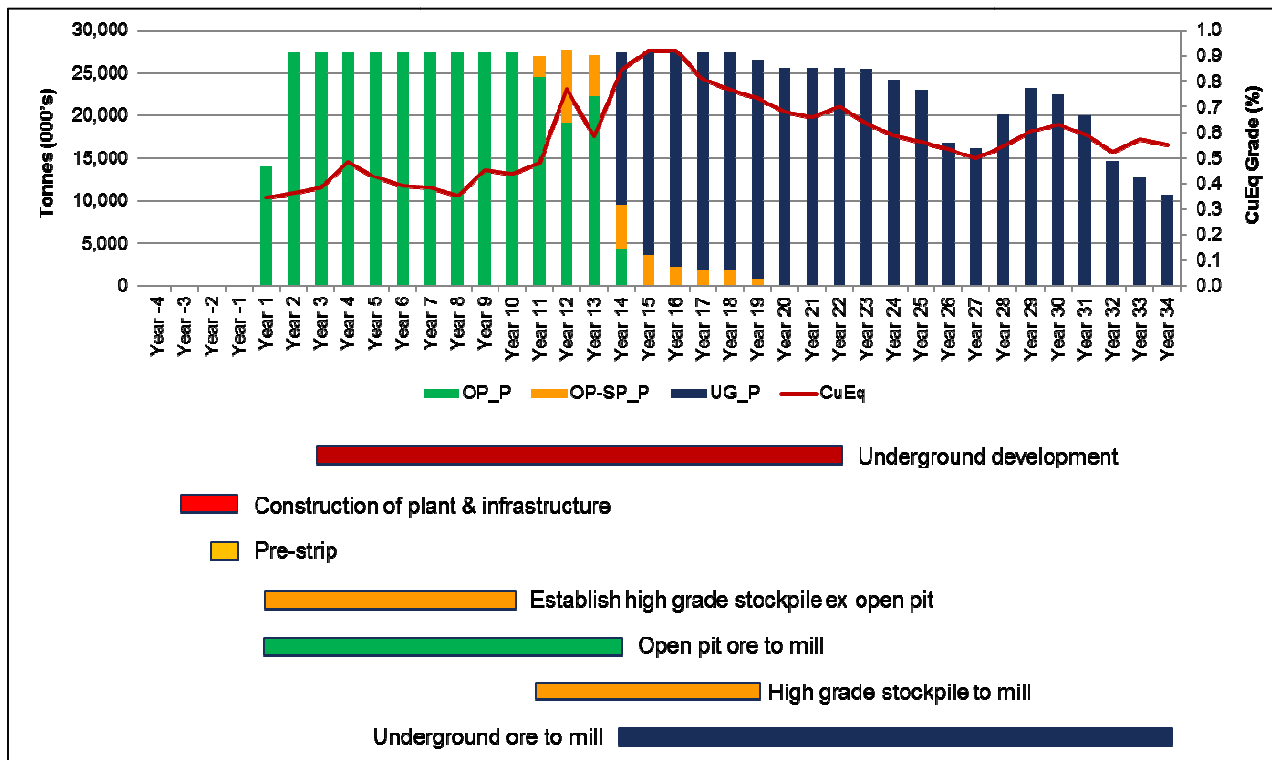 30,000
25,000
20,000
15,000
10,000
5,000
0
Tonnes (000's)
1.0
0.9
0.8
0.7
0.6
0.5
0.4
0.3
0.2
0.1
0.0
CuEq Grade (%)
Year -4
Year -3
Year -2
Year -1
Year 1
Year 2
Year 3
Year 4
Year 5
Year 6
Year 7
Year 8
Year 9
Year 10
Year 11
Year 12
Year 13
Year 14
Year 15
Year 16
Year 17
Year 18
Year 19
Year 20
Year 21
Year 22
Year 23
Year 24
Year 25
Year 26
Year 27
Year 28
Year 29
Year 30
Year 31
Year 32
Year 33
Year 34
OP_P OP-SP_P UG_P CuEq
Underground development
Construction of plant & infrastructure
Pre-strip
Establish high grade stockpile ex open pit
Open pit ore to mill
High grade stockpile to mill
Underground ore to mill